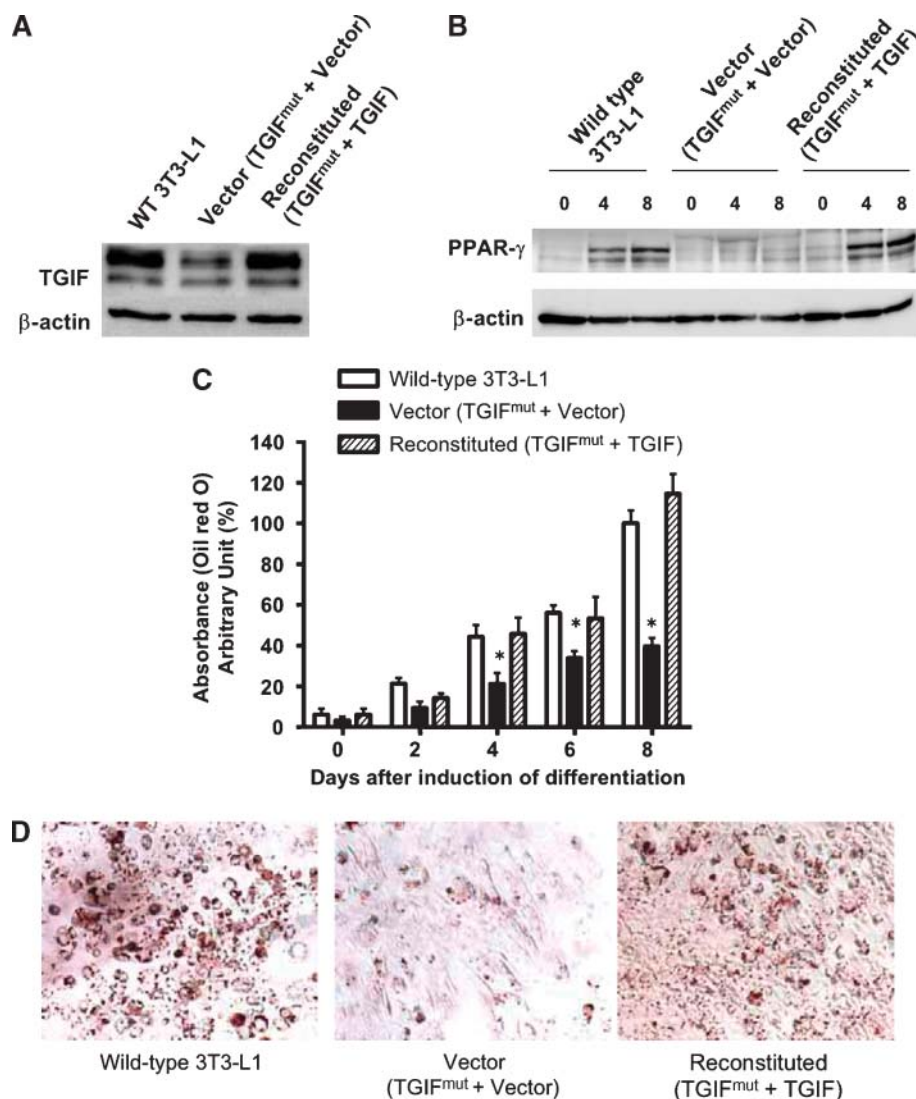 A
WT 3T3-L1
Vector (TGIFmut + Vector)
Reconstituted
(TGIFmut + TGIF)
TGIF
β-actin
B
Wild type
3T3-L1
Vector
(TGIFmut + Vector)
Reconstituted
(TGIFmut + TGIF)
0 4 8 0 4 8 0 4 8
PPAR-γ
β-actin
C
Wild-type 3T3-L1
Vector (TGIFmut + Vector)
Reconstituted (TGIFmut + TGIF)
Absorbance (Oil red O)
Arbitrary Unit (%)
140
120
100
80
60
40
20
0
* * *
0 2 4 6 8
Days after induction of differentiation
D
Wild-type 3T3-L1
Vector
(TGIFmut + Vector)
Reconstituted
(TGIFmut + TGIF)